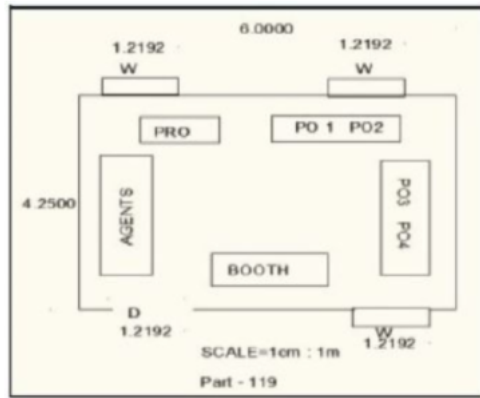 6.0000
1.2192 1.2192
W W
PRO PO 1 PO2
4.2500 AGENTS PO3 PO4
BOOTH
D
1.2192 W
1.2192
SCALE=1cm : 1m
Part - 119